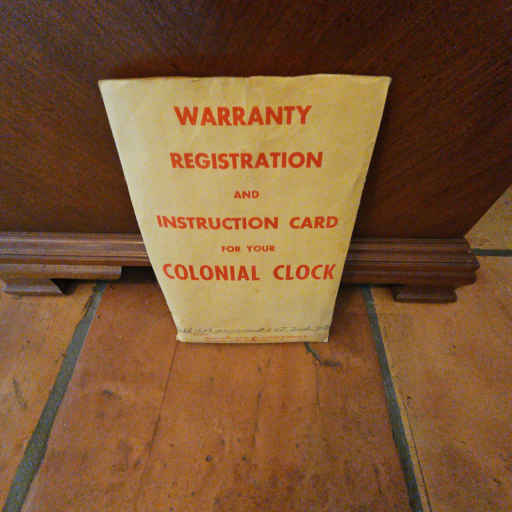 WARRANTY
REGISTRATION
AND
INSTRUCTION CARD
FOR YOUR
COLONIAL CLOCK